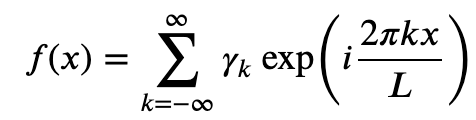 f(x) = ∑_{k=-∞}^{∞} γ_k exp(i 2πkx/L)